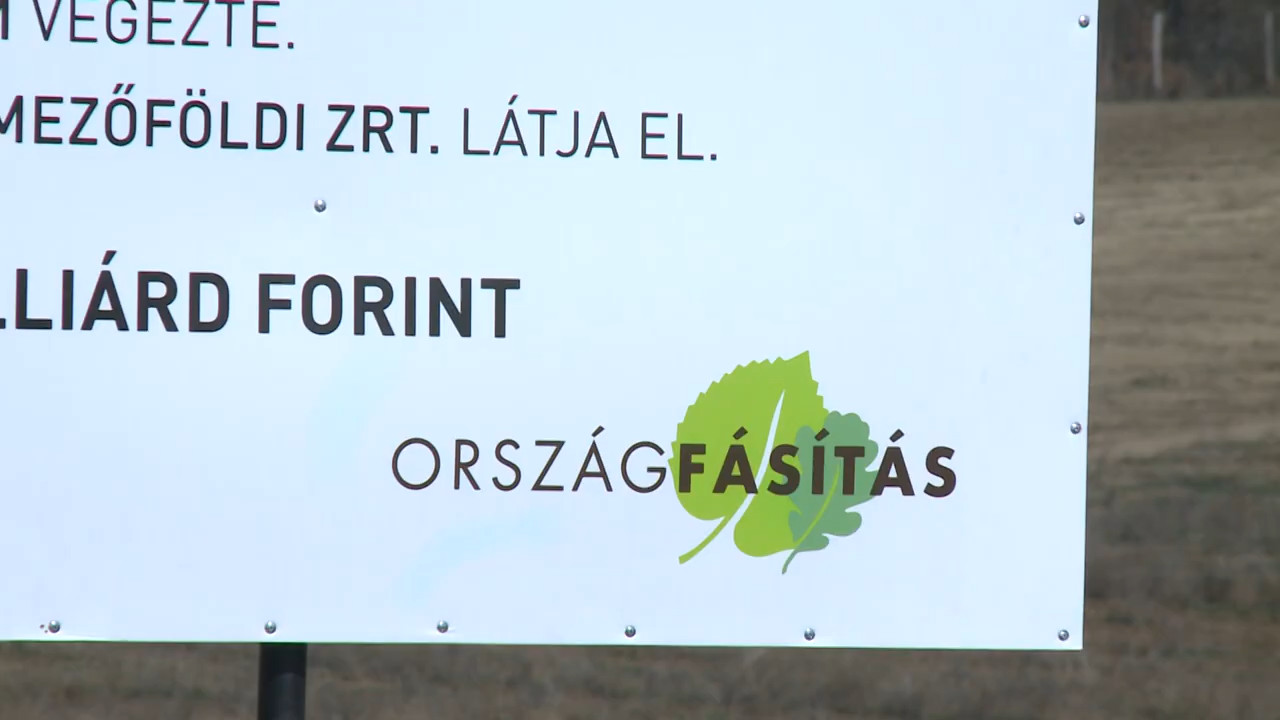 VÉGEZTE.
MEZŐFÖLDI ZRT. LÁTJA EL.
LLIÁRD FORINT
ORSZÁGFÁSÍTÁS